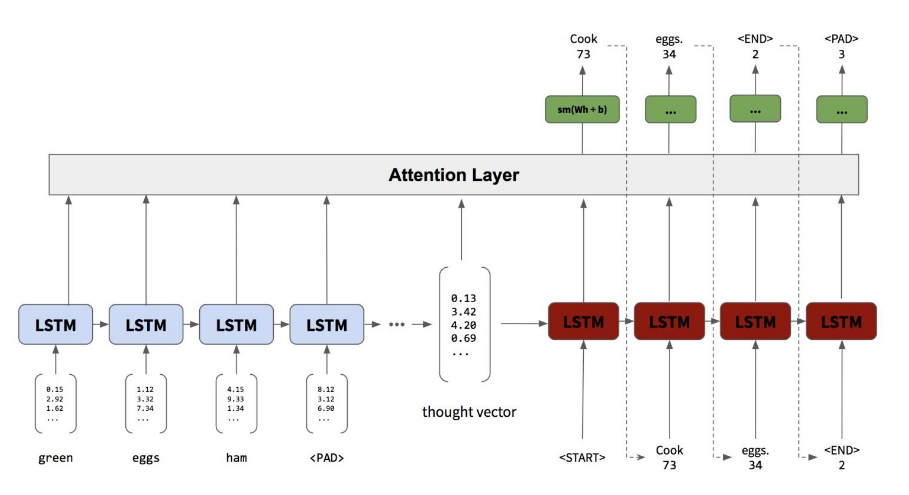 Cook
73
eggs.
34
<END>
2
<PAD>
3
sm(Wh + b)
...
...
...
Attention Layer
LSTM
LSTM
LSTM
LSTM
...
0.13
3.42
4.20
0.69
...
LSTM
LSTM
LSTM
LSTM
0.15
2.92
1.62
...
1.12
3.32
7.34
...
4.15
9.33
1.34
...
8.12
3.12
6.90
...
thought vector
green
eggs
ham
<PAD>
<START>
Cook
73
eggs.
34
<END>
2